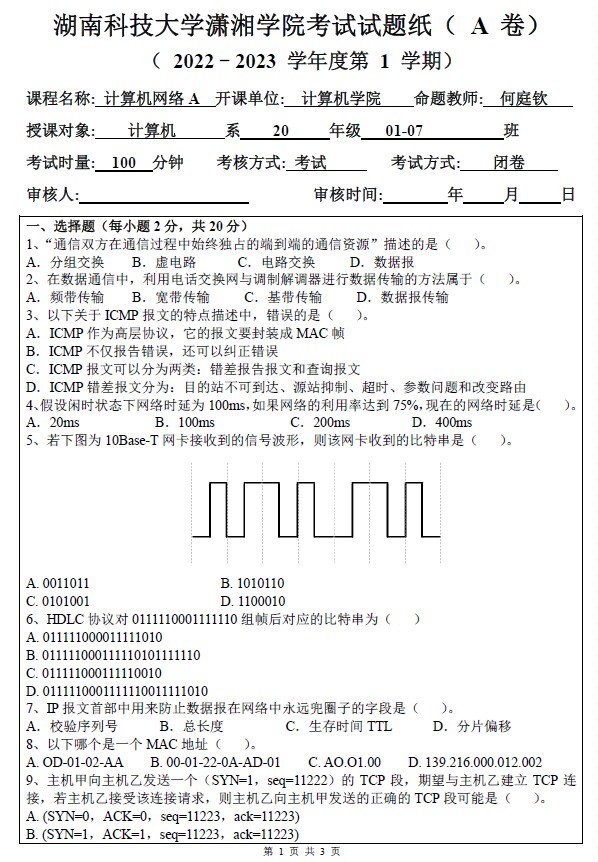 湖南科技大学潇湘学院考试试题纸（ A 卷）
（ 2022－2023 学年度第 1 学期）
课程名称: 计算机网络A 开课单位: 计算机学院 命题教师: 何庭钦
授课对象: 计算机 系 20 年级 01-07 班
考试时量: 100 分钟 考核方式: 考试 考试方式: 闭卷
审核人: 审核时间: 年 月 日
一、选择题（每小题 2 分，共 20 分）
1、“通信双方在通信过程中始终独占的端到端的通信资源”描述的是（ ）。
A．分组交换 B．虚电路 C．电路交换 D．数据报
2、在数据通信中，利用电话交换网与调制解调器进行数据传输的方法属于（ ）。
A．频带传输 B．宽带传输 C．基带传输 D．数据报传输
3、以下关于 ICMP 报文的特点描述中，错误的是（ ）。
A．ICMP 作为高层协议，它的报文要封装成 MAC 帧
B．ICMP 不仅报告错误，还可以纠正错误
C．ICMP 报文可以分为两类：错差报告报文和查询报文
D．ICMP 错差报文分为：目的站不可到达、源站抑制、超时、参数问题和改变路由
4、假设闲时状态下网络时延为 100ms,如果网络的利用率达到 75%,现在的网络时延是（ ）。
A．20ms B．100ms C．200ms D．400ms
5、若下图为 10Base-T 网卡接收到的信号波形，则该网卡收到的比特串是（ ）。
A. 0011011 B. 1010110
C. 0101001 D. 1100010
6、HDLC 协议对 0111110001111110 组帧后对应的比特串为（ ）
A. 011111000011111010
B. 011111000111110101111110
C. 011111000111110010
D. 0111110001111110011111010
7、IP 报文首部中用来防止数据报在网络中永远兜圈子的字段是（ ）。
A．校验序列号 B．总长度 C．生存时间 TTL D．分片偏移
8、以下哪个是一个 MAC 地址（ ）。
A. OD-01-02-AA B. 00-01-22-0A-AD-01 C. AO.O1.00 D. 139.216.000.012.002
9、主机甲向主机乙发送一个（SYN=1，seq=11222）的 TCP 段，期望与主机乙建立 TCP 连
接，若主机乙接受该连接请求，则主机乙向主机甲发送的正确的 TCP 段可能是（ ）。
A. (SYN=0，ACK=0，seq=11223，ack=11223)
B. (SYN=1，ACK=1，seq=11223，ack=11223)
第 1 页 共 3 页